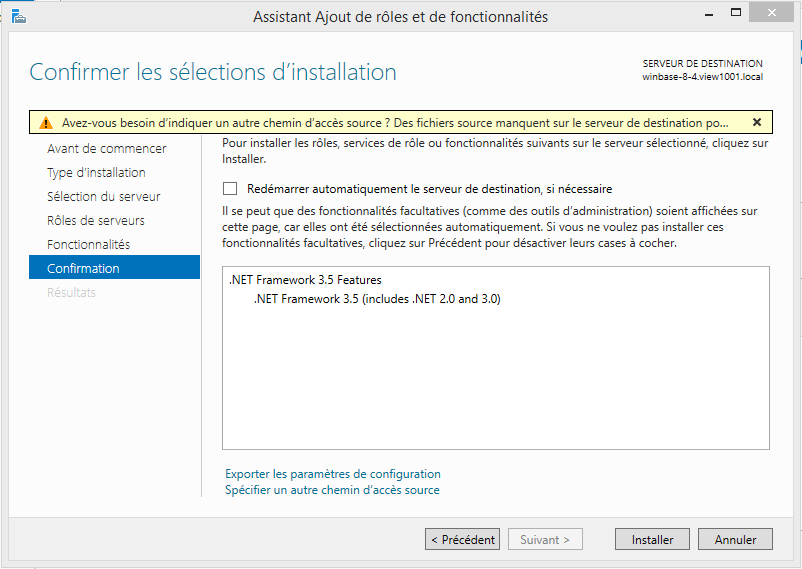 Assistant Ajout de rôles et de fonctionnalités
Confirmer les sélections d'installation
SERVEUR DE DESTINATION
winbase-8-4.view1001.local
Avez-vous besoin d'indiquer un autre chemin d'accès source ? Des fichiers source manquent sur le serveur de destination po...
Avant de commencer
Type d'installation
Sélection du serveur
Rôles de serveurs
Fonctionnalités
Confirmation
Résultats
Pour installer les rôles, services de rôle ou fonctionnalités suivants sur le serveur sélectionné, cliquez sur
Installer.
Redémarrer automatiquement le serveur de destination, si nécessaire
Il se peut que des fonctionnalités facultatives (comme des outils d'administration) soient affichées sur
cette page, car elles ont été sélectionnées automatiquement. Si vous ne voulez pas installer ces
fonctionnalités facultatives, cliquez sur Précédent pour désactiver leurs cases à cocher.
.NET Framework 3.5 Features
.NET Framework 3.5 (includes .NET 2.0 and 3.0)
Exporter les paramètres de configuration
Spécifier un autre chemin d'accès source
< Précédent
Suivant >
Installer
Annuler